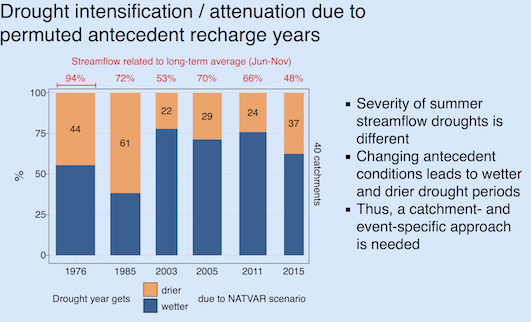 Drought intensification / attenuation due to
permuted antecedent recharge years
Streamflow related to long-term average (Jun-Nov)
94% 72% 53% 70% 66% 48%
100
75
50
25
0
%
44 61 22 29 24 37
40 catchments
1976 1985 2003 2005 2011 2015
Drought year gets drier due to NATVAR scenario
wetter
▪ Severity of summer
streamflow droughts is
different
▪ Changing antecedent
conditions leads to wetter
and drier drought periods
▪ Thus, a catchment- and
event-specific approach
is needed